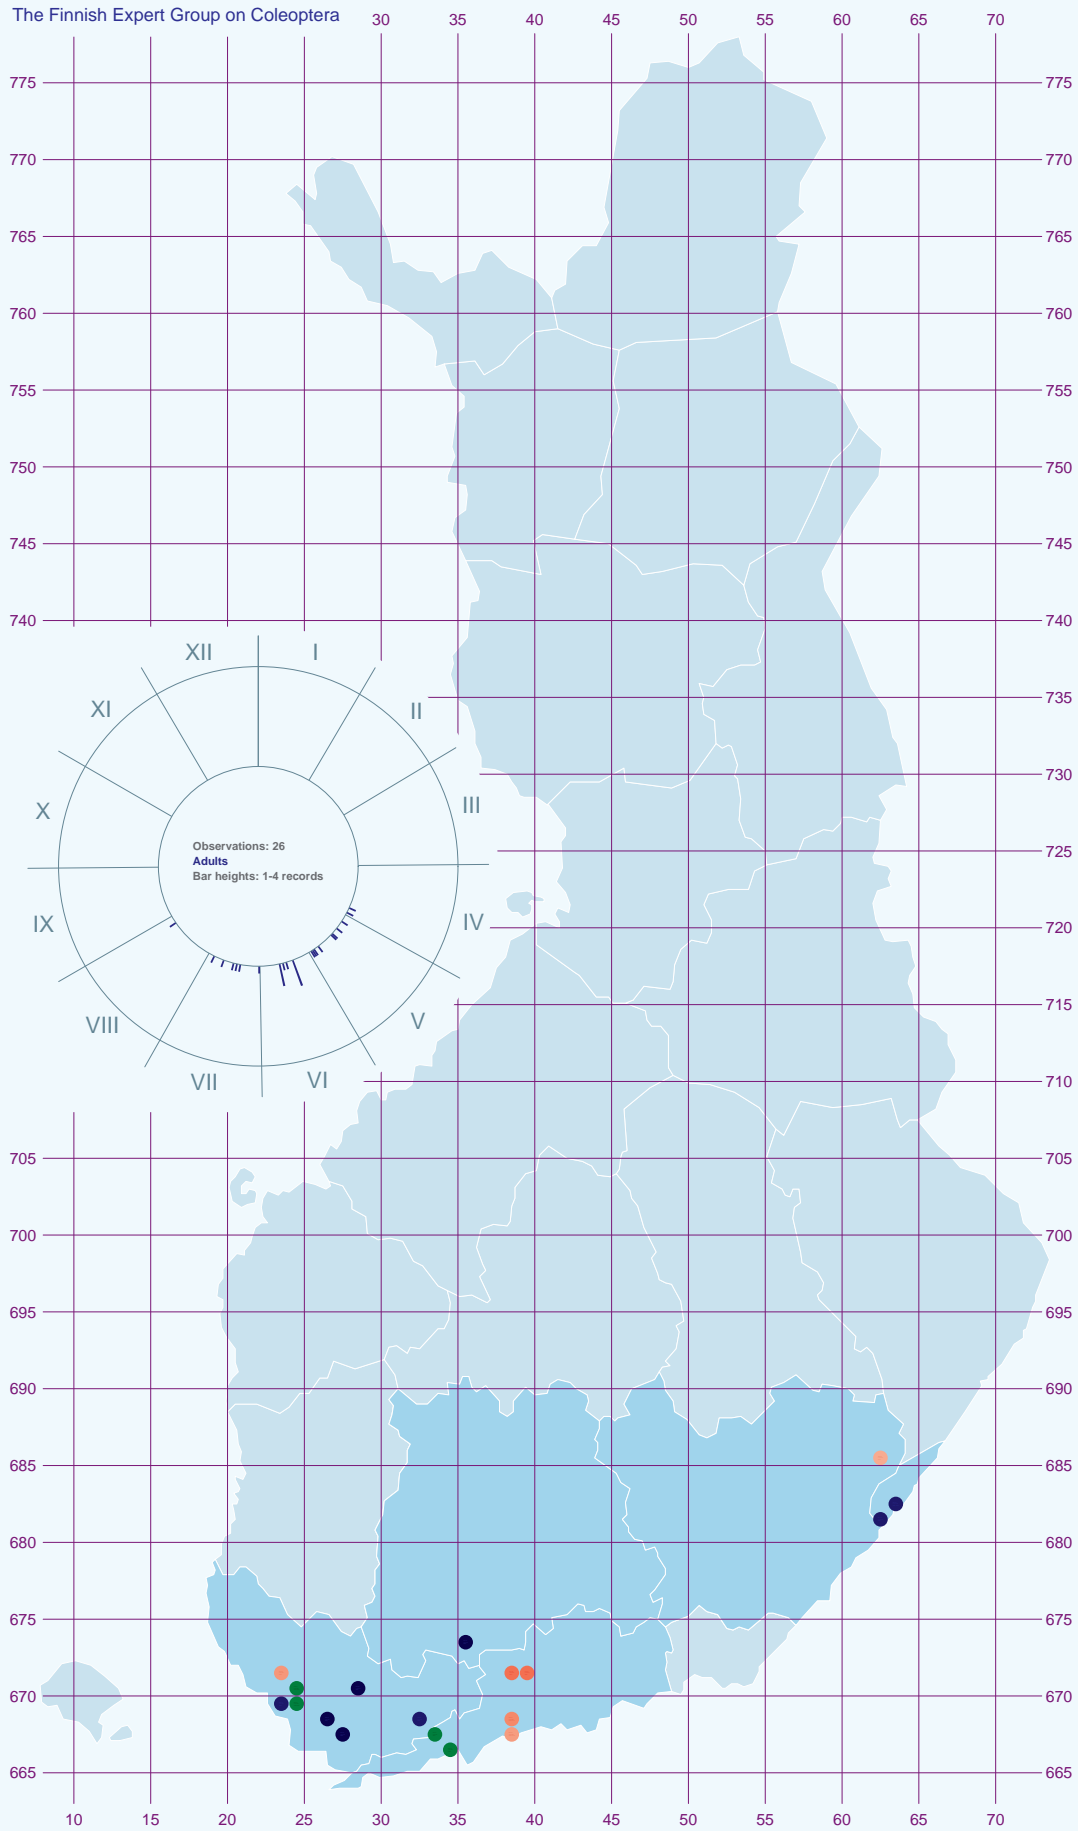 The Finnish Expert Group on Coleoptera
30 35 40 45 50 55 60 65 70
775 775
770 770
765 765
760 760
755 755
750 750
745 745
740 740
XII I
XI II
735
730
X III
725
Observations: 26
Adults
Bar heights: 1-4 records
IX IV
720
715
VIII V
VII VI
710
705 705
700 700
695 695
690 690
685 685
680 680
675 675
670 670
665 665
10 15 20 25 30 35 40 45 50 55 60 65 70